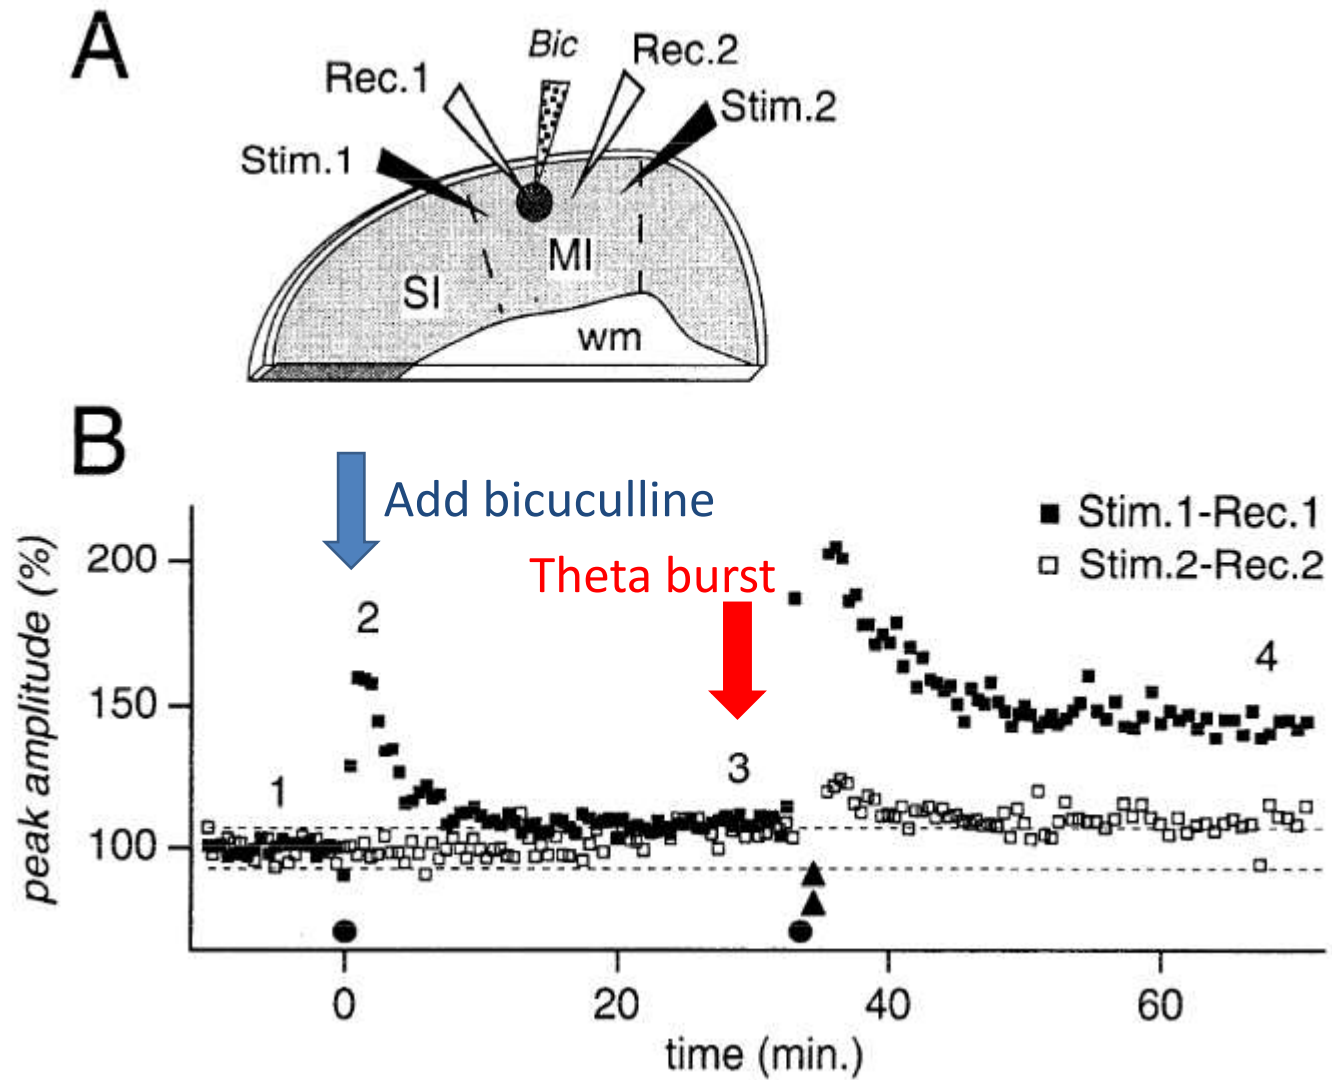 A
Bic
Rec.1
Rec.2
Stim.1
Stim.2
MI
SI
wm
B
Add bicuculline
Stim.1-Rec.1
Stim.2-Rec.2
Theta burst
peak amplitude (%)
200
150
100
1
2
3
4
0
20
40
60
time (min.)